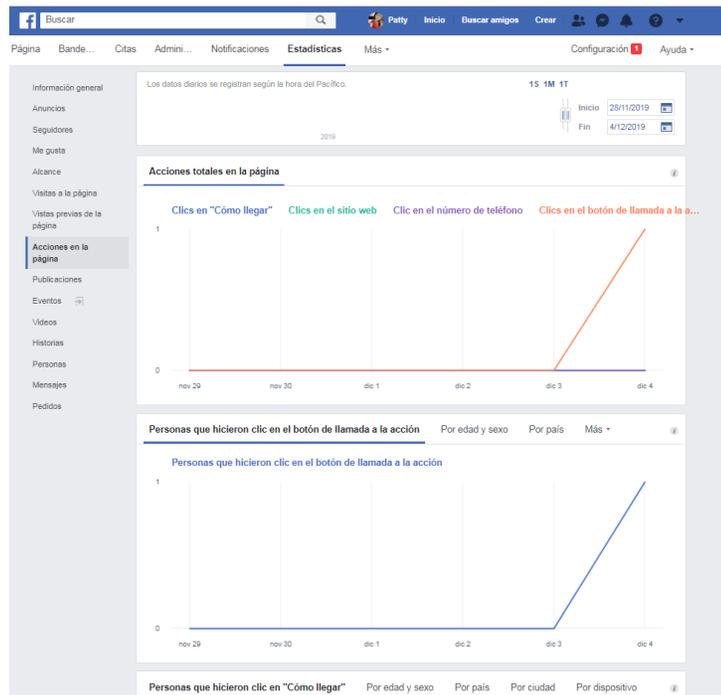 Buscar
Patty Inicio Buscar amigos Crear
Página Bande... Citas Admini... Notificaciones Estadísticas Más Configuración 1 Ayuda
Información general
Anuncios
Seguidores
Me gusta
Alcance
Visitas a la página
Vistas previas de la
página
Acciones en la
página
Publicaciones
Eventos
Videos
Historias
Personas
Mensajes
Pedidos
Los datos diarios se registran según la hora del Pacífico.
1S 1M 1T
Inicio 28/11/2019
Fin 4/12/2019
2019
Acciones totales en la página
Clics en "Cómo llegar" Clics en el sitio web Clic en el número de teléfono Clics en el botón de llamada a la a...
1
0
nov 29 nov 30 dic 1 dic 2 dic 3 dic 4
Personas que hicieron clic en el botón de llamada a la acción Por edad y sexo Por país Más
Personas que hicieron clic en el botón de llamada a la acción
1
0
nov 29 nov 30 dic 1 dic 2 dic 3 dic 4
Personas que hicieron clic en "Cómo llegar" Por edad y sexo Por país Por ciudad Por dispositivo